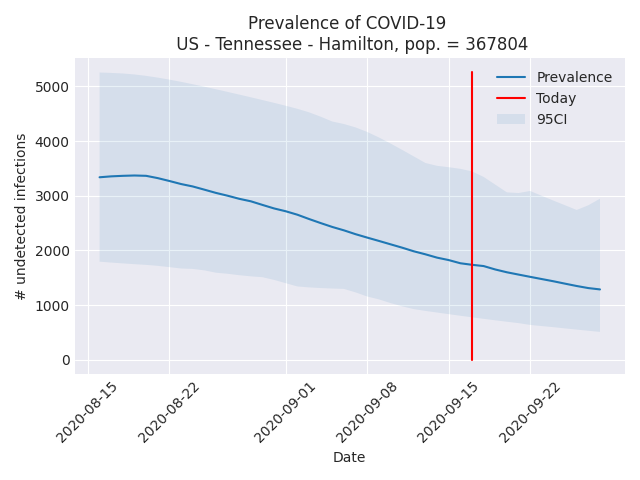 Prevalence of COVID-19
US - Tennessee - Hamilton, pop. = 367804
Prevalence
Today
95CI
# undetected infections
5000
4000
3000
2000
1000
0
2020-08-15
2020-08-22
2020-09-01
2020-09-08
2020-09-15
2020-09-22
Date